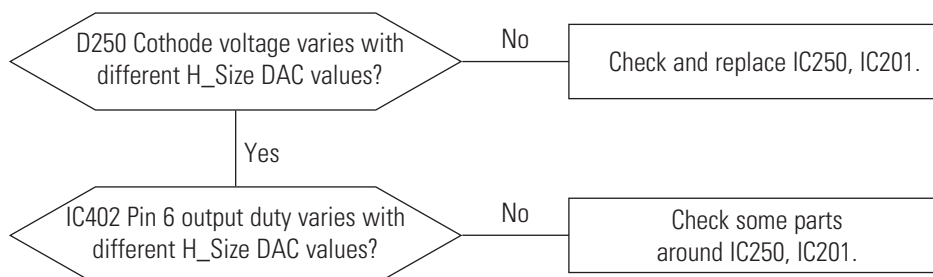 D250 Cothode voltage varies with
different H_Size DAC values?
No
Check and replace IC250, IC201.
Yes
IC402 Pin 6 output duty varies with
different H_Size DAC values?
No
Check some parts
around IC250, IC201.